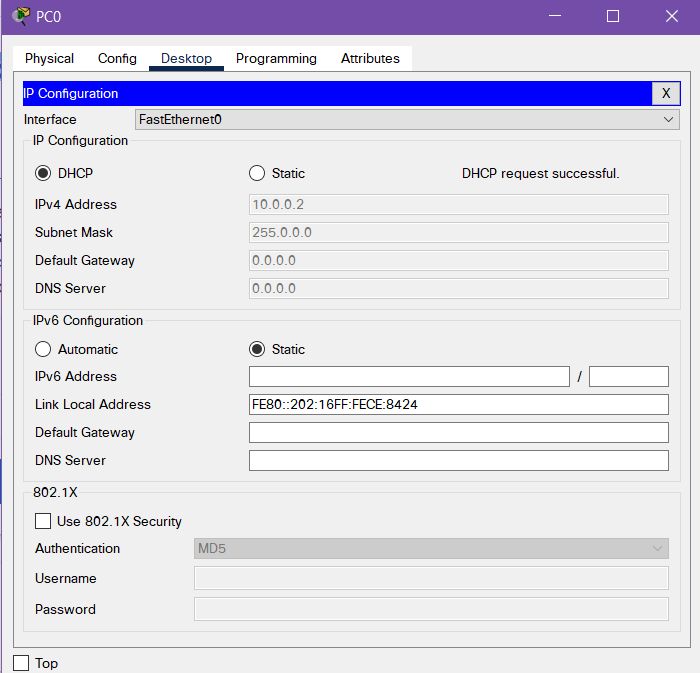 PC0
Physical Config Desktop Programming Attributes
IP Configuration X
Interface FastEthernet0
IP Configuration
DHCP Static DHCP request successful.
IPv4 Address 10.0.0.2
Subnet Mask 255.0.0.0
Default Gateway 0.0.0.0
DNS Server 0.0.0.0
IPv6 Configuration
Automatic Static
IPv6 Address /
Link Local Address FE80::202:16FF:FECE:8424
Default Gateway
DNS Server
802.1X
Use 802.1X Security
Authentication MD5
Username
Password
Top